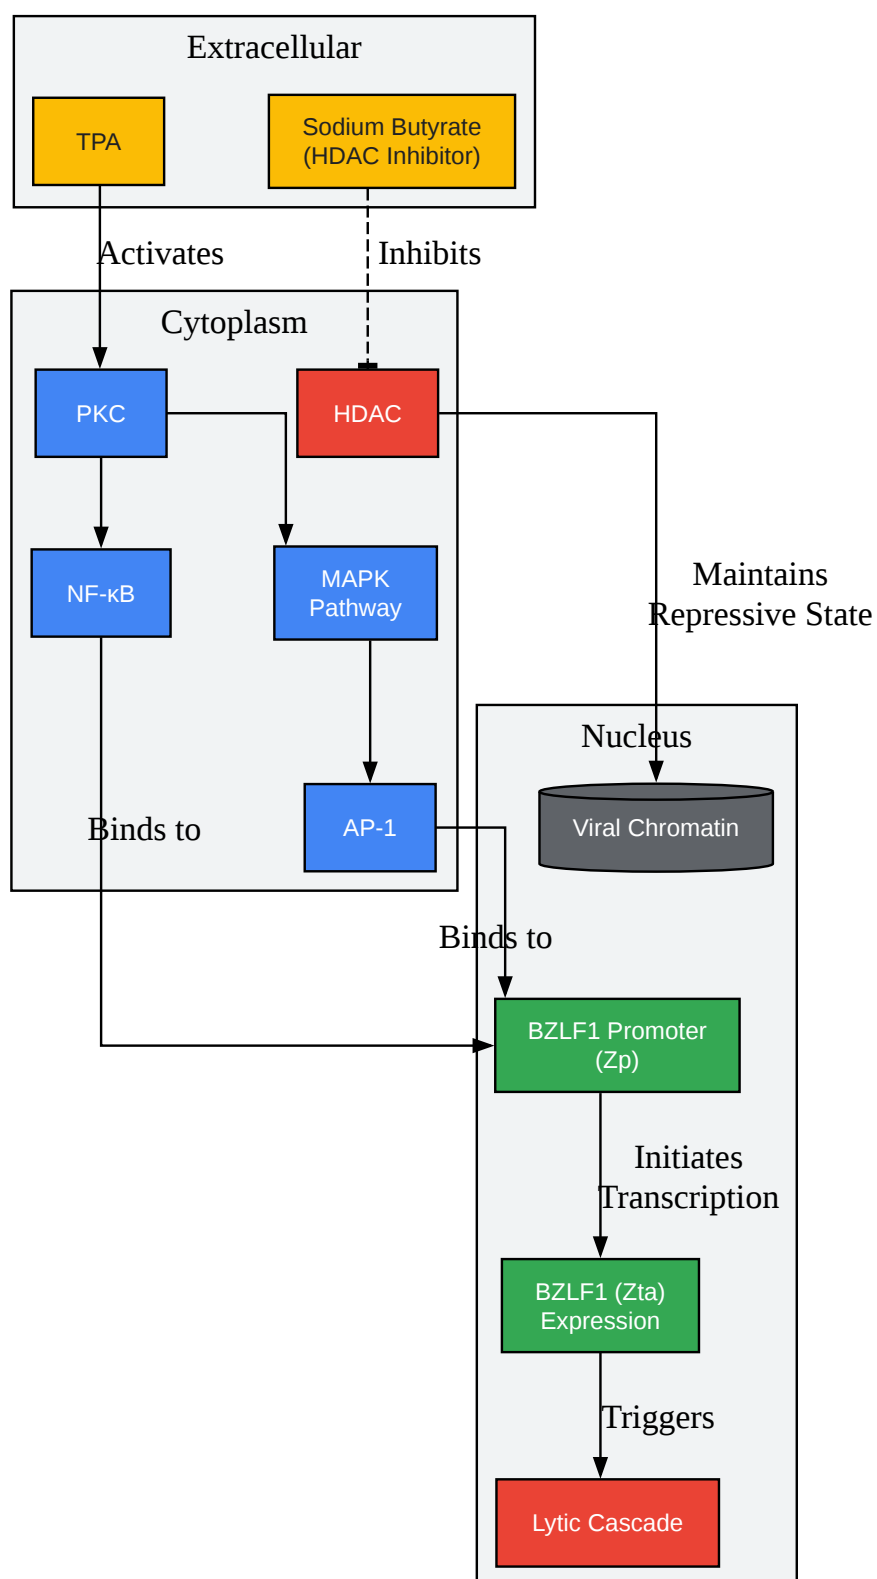 Extracellular
TPA
Sodium Butyrate
(HDAC Inhibitor)
Activates
Inhibits
Cytoplasm
PKC
HDAC
NF-κB
MAPK
Pathway
Maintains
Repressive State
Nucleus
Binds to
AP-1
Viral Chromatin
Binds to
BZLF1 Promoter
(Zp)
Initiates
Transcription
BZLF1 (Zta)
Expression
Triggers
Lytic Cascade